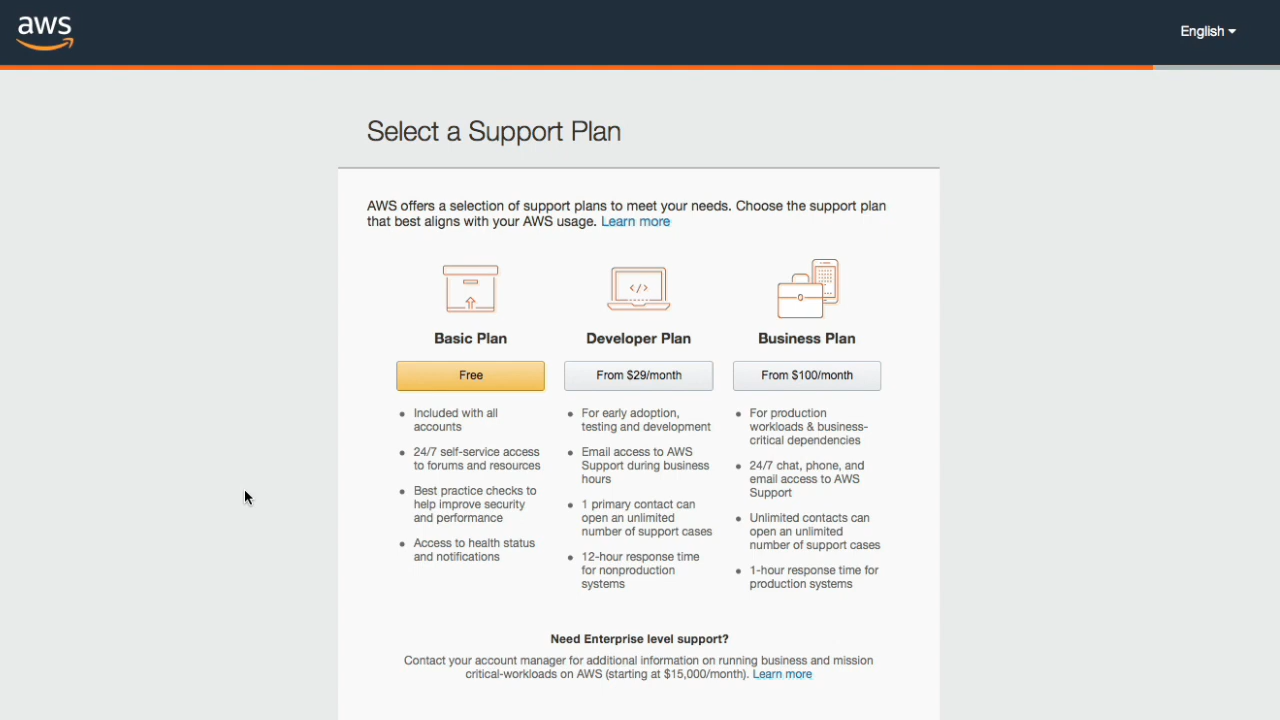 aws
English
Select a Support Plan
AWS offers a selection of support plans to meet your needs. Choose the support plan
that best aligns with your AWS usage. Learn more
</>
Basic Plan
Free
Included with all
accounts
24/7 self-service access
to forums and resources
Best practice checks to
help improve security
and performance
Access to health status
and notifications
Developer Plan
From $29/month
For early adoption,
testing and development
Email access to AWS
Support during business
hours
1 primary contact can
open an unlimited
number of support cases
12-hour response time
for nonproduction
systems
Business Plan
From $100/month
For production
workloads & business-
critical dependencies
24/7 chat, phone, and
email access to AWS
Support
Unlimited contacts can
open an unlimited
number of support cases
1-hour response time for
production systems
Need Enterprise level support?
Contact your account manager for additional information on running business and mission
critical-workloads on AWS (starting at $15,000/month). Learn more